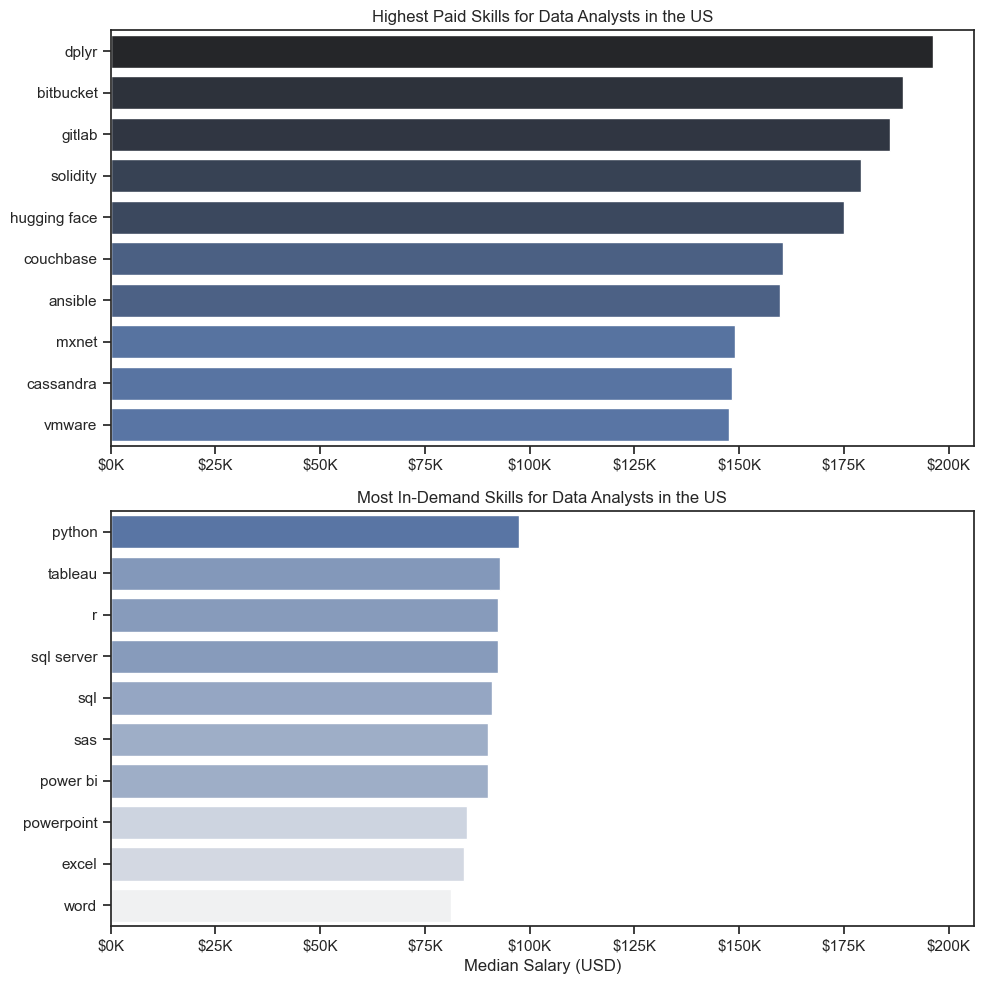 Highest Paid Skills for Data Analysts in the US
dplyr
bitbucket
gitlab
solidity
hugging face
couchbase
ansible
mxnet
cassandra
vmware
$0K $25K $50K $75K $100K $125K $150K $175K $200K
Most In-Demand Skills for Data Analysts in the US
python
tableau
r
sql server
sql
sas
power bi
powerpoint
excel
word
$0K $25K $50K $75K $100K $125K $150K $175K $200K
Median Salary (USD)